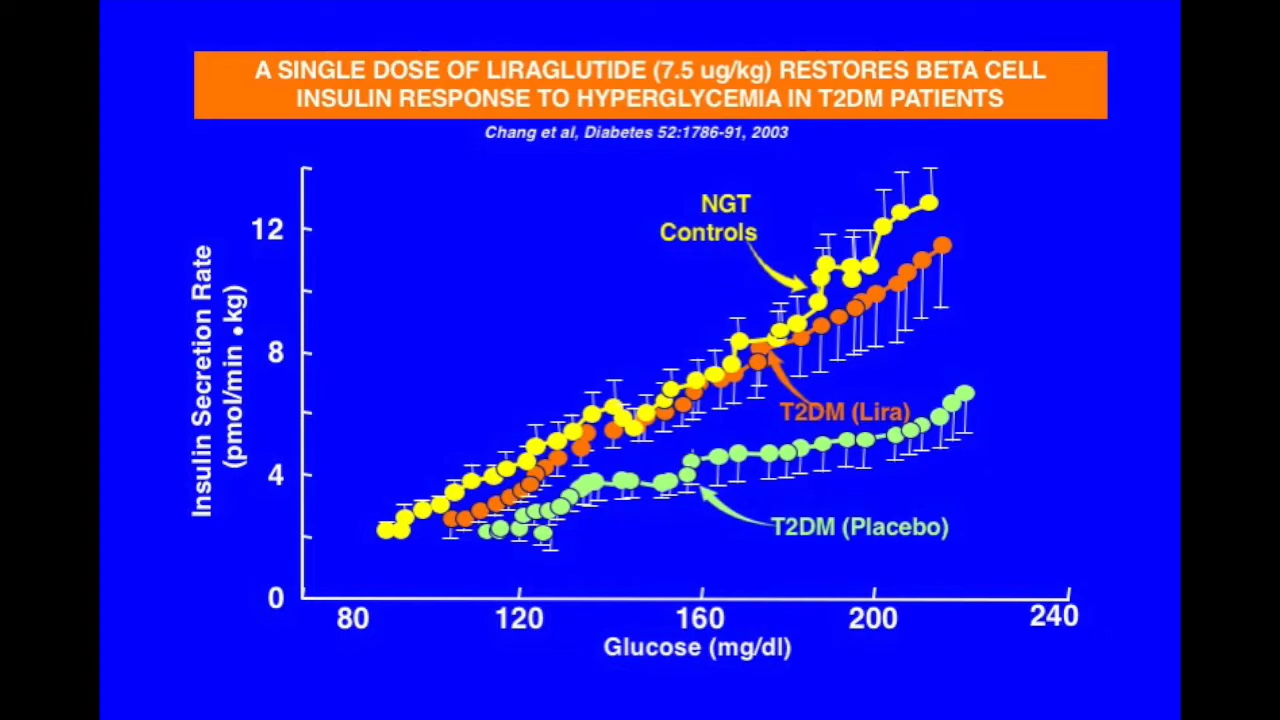 A SINGLE DOSE OF LIRAGLUTIDE (7.5 ug/kg) RESTORES BETA CELL
INSULIN RESPONSE TO HYPERGLYCEMIA IN T2DM PATIENTS
Chang et al, Diabetes 52:1786-91, 2003
Insulin Secretion Rate
(pmol/min • kg)
12
8
4
0
NGT
Controls
T2DM (Lira)
T2DM (Placebo)
80
120
160
200
240
Glucose (mg/dl)